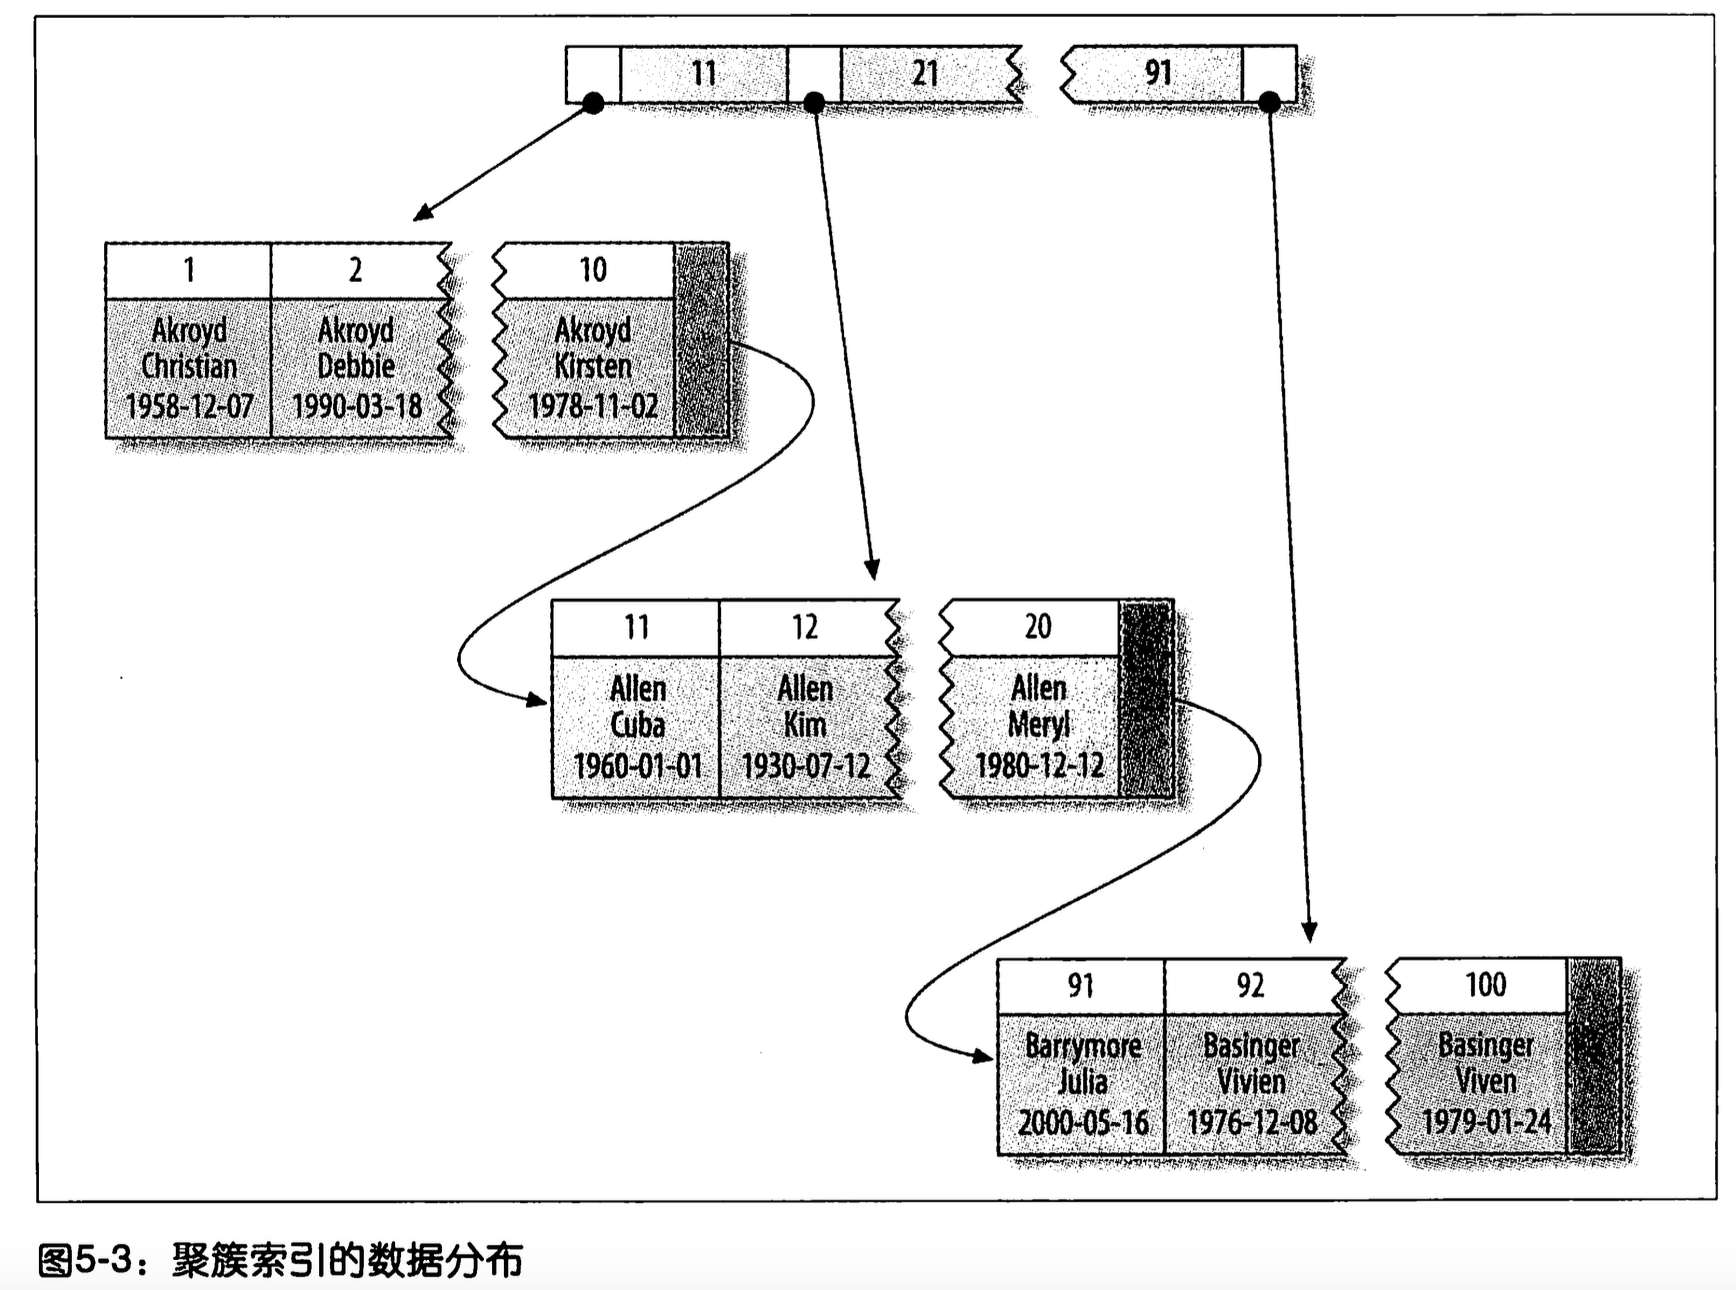 11 21 91
1 2 10
Akroyd Akroyd Akroyd
Christian Debbie Kirsten
1958-12-07 1990-03-18 1978-11-02
11 12 20
Allen Allen Allen
Cuba Kim Meryl
1960-01-01 1930-07-12 1980-12-12
91 92 100
Barrymore Basinger Basinger
Julia Vivien Viven
2000-05-16 1976-12-08 1979-01-24
图5-3：聚簇索引的数据分布